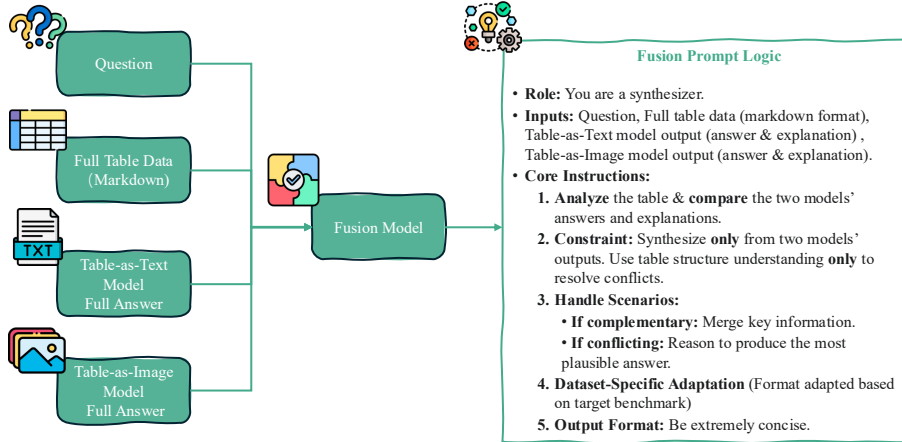 Question
Full Table Data
（Markdown）
TXT
Table-as-Text
Model
Full Answer
Table-as-Image
Model
Full Answer
Fusion Model
Fusion Prompt Logic
• Role: You are a synthesizer.
• Inputs: Question, Full table data (markdown format),
Table-as-Text model output (answer & explanation) ,
Table-as-Image model output (answer & explanation).
• Core Instructions:
1. Analyze the table & compare the two models’
answers and explanations.
2. Constraint: Synthesize only from two models’
outputs. Use table structure understanding only to
resolve conflicts.
3. Handle Scenarios:
• If complementary: Merge key information.
• If conflicting: Reason to produce the most
plausible answer.
4. Dataset-Specific Adaptation (Format adapted based
on target benchmark)
5. Output Format: Be extremely concise.